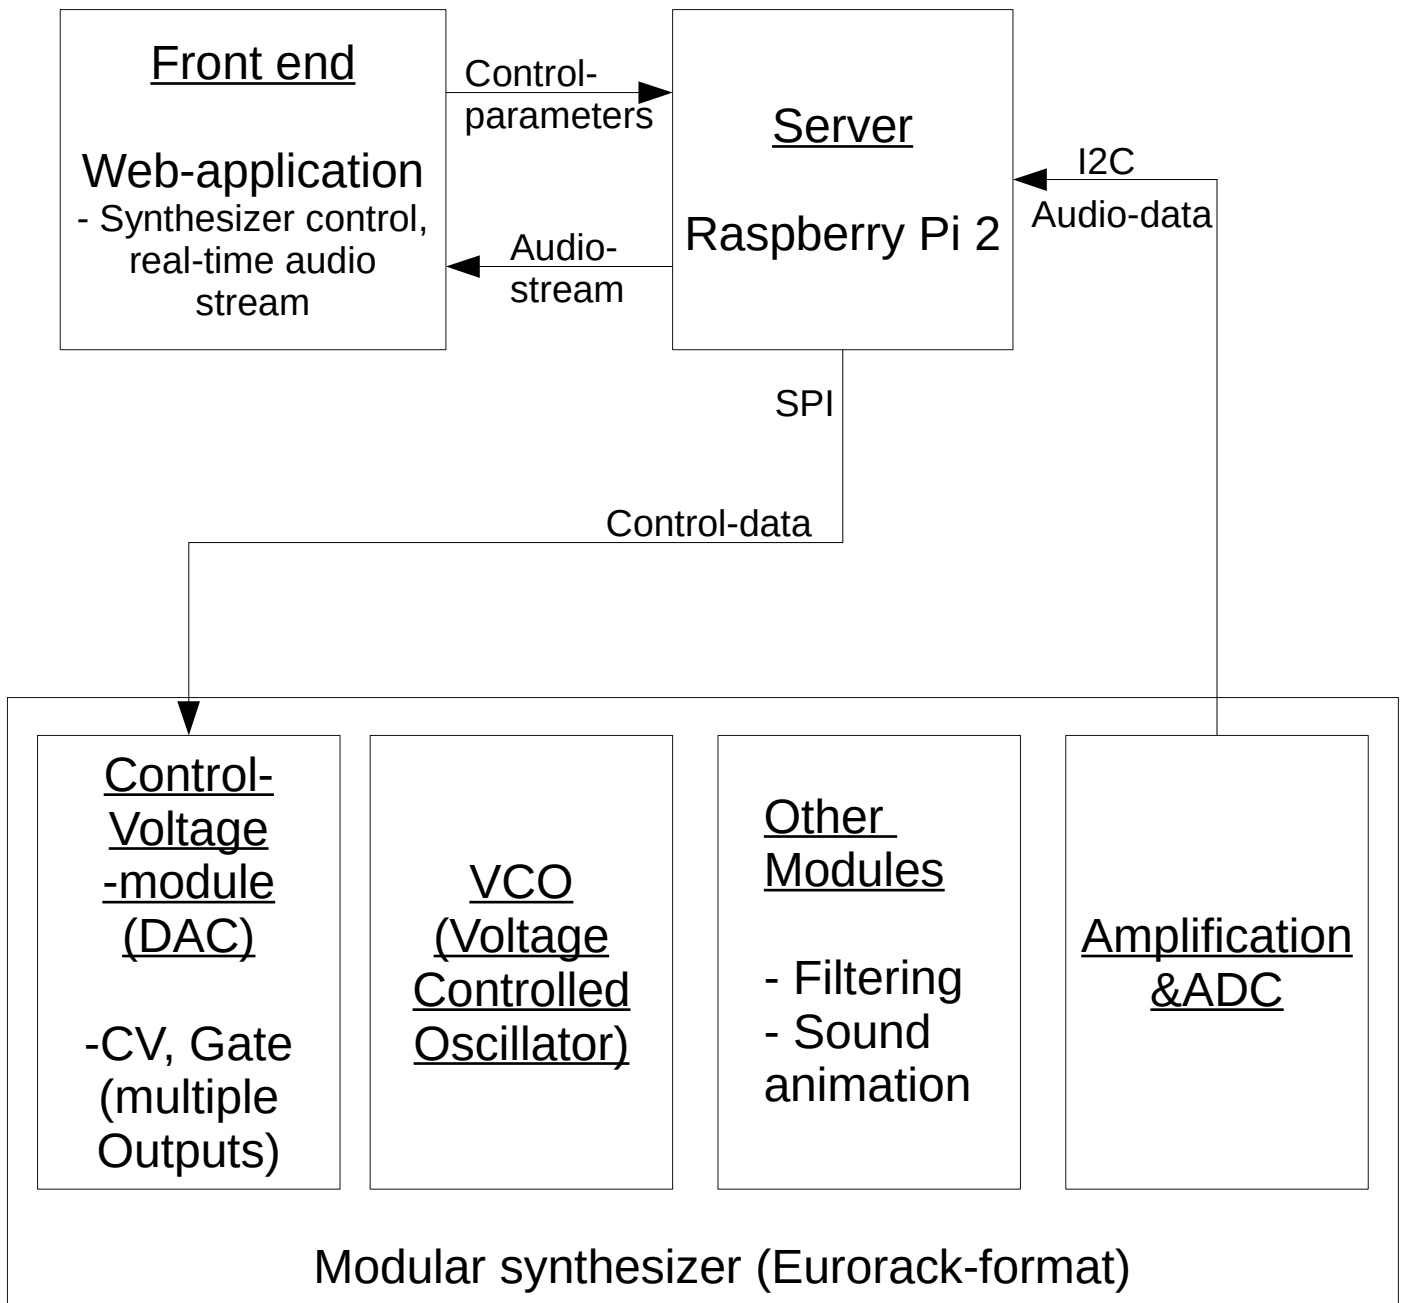 Front end
Web-application
- Synthesizer control,
real-time audio
stream
Control-
parameters
Audio-
stream
Server
Raspberry Pi 2
I2C
Audio-data
SPI
Control-data
Control-
Voltage
-module
(DAC)
-CV, Gate
(multiple
Outputs)
VCO
(Voltage
Controlled
Oscillator)
Other
Modules
- Filtering
- Sound
animation
Amplification
&ADC
Modular synthesizer (Eurorack-format)